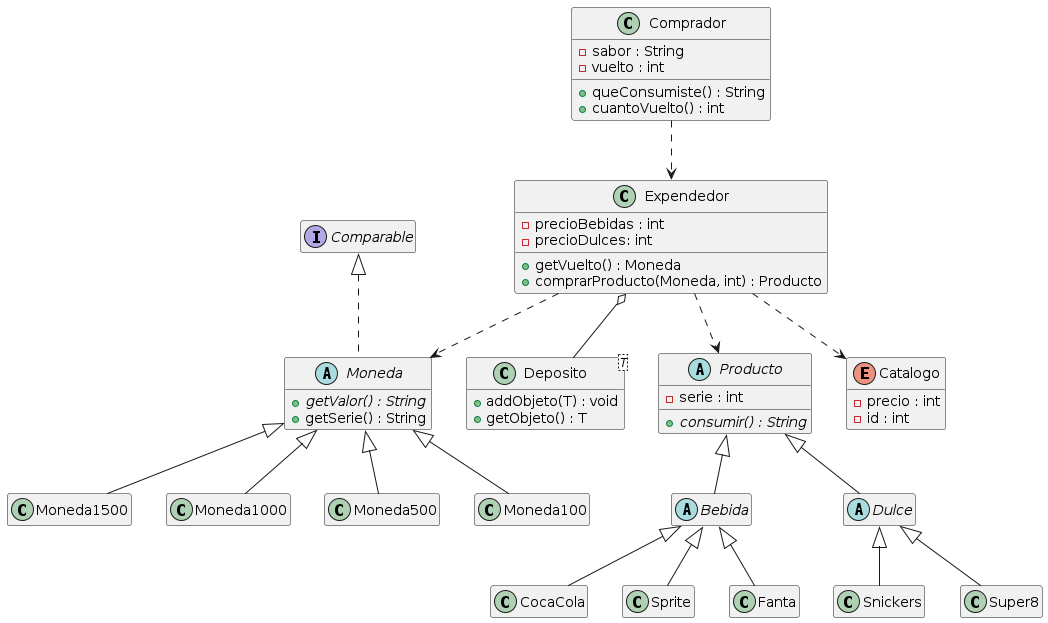 C Comprador
sabor : String
vuelto : int
queConsumiste() : String
cuantoVuelto() : int
C Expendedor
precioBebidas : int
precioDulces: int
getVuelto() : Moneda
comprarProducto(Moneda, int) : Producto
I Comparable
A Moneda
getValor() : String
getSerie() : String
C Deposito
T
addObjeto(T) : void
getObjeto() : T
A Producto
serie : int
consumir() : String
E Catalogo
precio : int
id : int
C Moneda1500
C Moneda1000
C Moneda500
C Moneda100
A Bebida
A Dulce
C CocaCola
C Sprite
C Fanta
C Snickers
C Super8